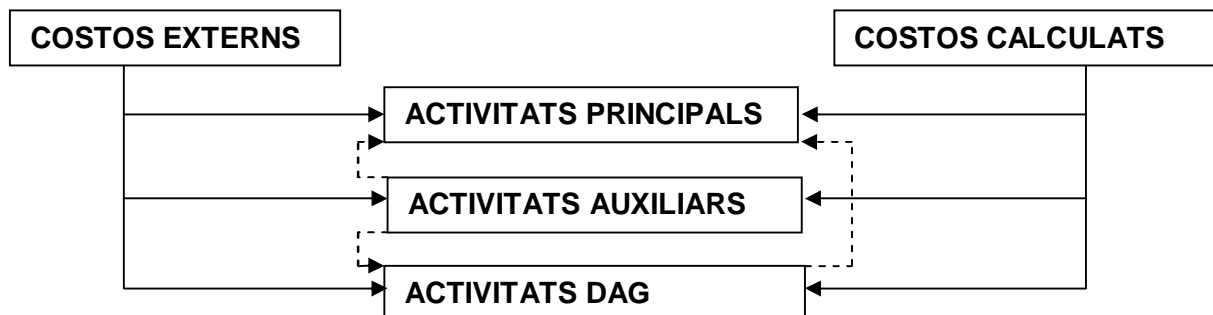 COSTOS EXTERNS
COSTOS CALCULATS
ACTIVITATS PRINCIPALS
ACTIVITATS AUXILIARS
ACTIVITATS DAG